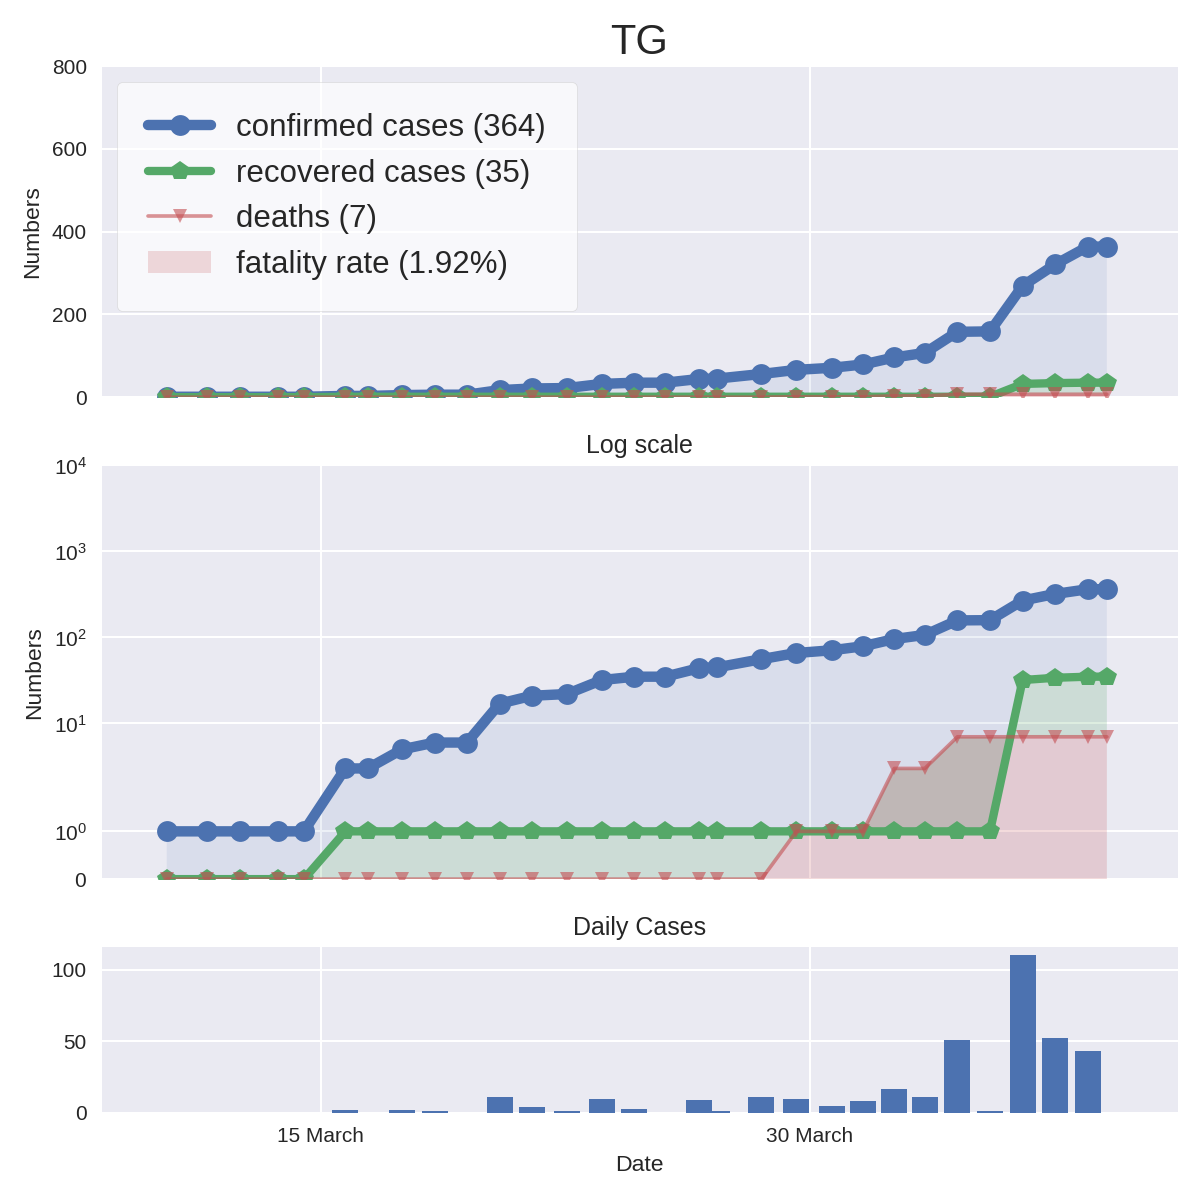 TG
800
600
400
200
0
Numbers
confirmed cases (364)
recovered cases (35)
deaths (7)
fatality rate (1.92%)
Log scale
10⁴
10³
10²
10¹
10⁰
0
Numbers
Daily Cases
100
50
0
15 March 30 March
Date